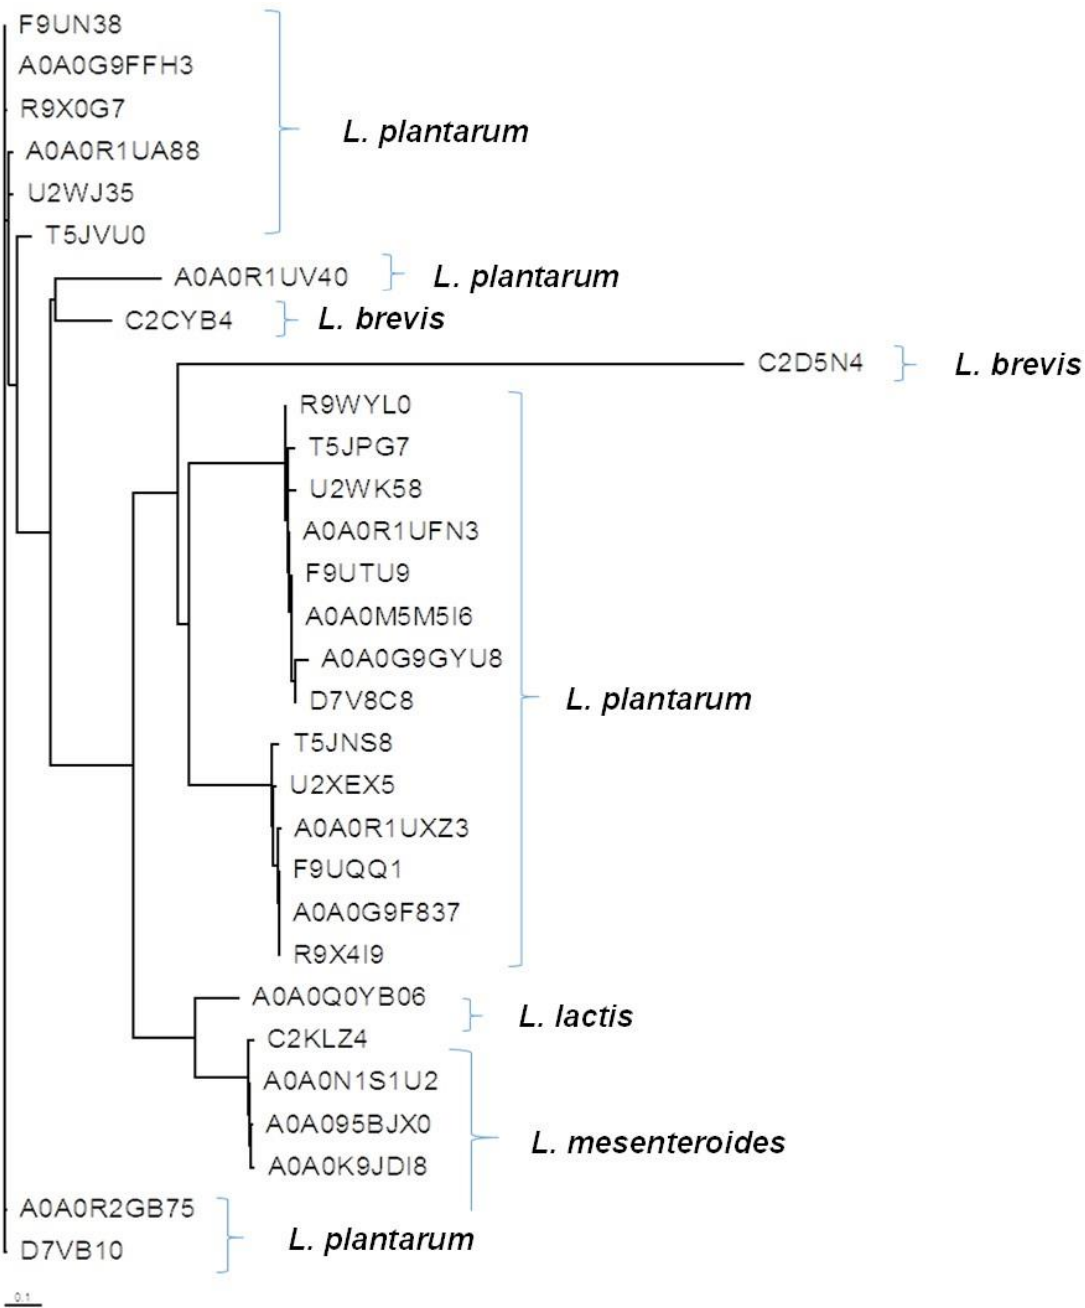 F9UN38
A0A0G9FFH3
R9X0G7
L. plantarum
A0A0R1UA88
U2WJ35
T5JVU0
A0A0R1UV40 L. plantarum
C2CYB4 L. brevis
C2D5N4 L. brevis
R9WYL0
T5JPG7
U2WK58
A0A0R1UFN3
F9UTU9
A0A0M5M5I6
A0A0G9GYU8
D7V8C8 L. plantarum
T5JNS8
U2XEX5
A0A0R1UXZ3
F9UQQ1
A0A0G9F837
R9X4I9
A0A0Q0YB06
L. lactis
C2KLZ4
A0A0N1S1U2
A0A095BJX0
L. mesenteroides
A0A0K9JDI8
A0A0R2GB75
L. plantarum
D7VB10
0.1